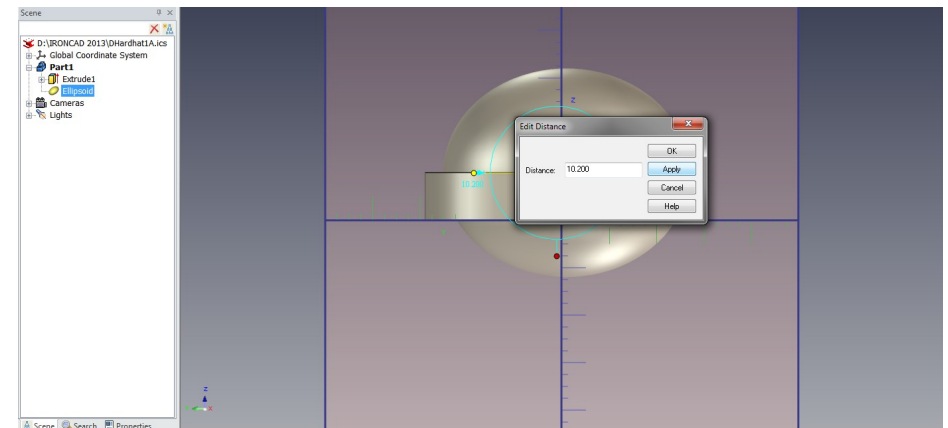 Scene
D:\IRONCAD 2013\DHardhat1A.ics
Global Coordinate System
Part1
Extrude1
Ellipsoid
Cameras
Lights
z
Edit Distance
OK
Distance: 10.200
Apply
Cancel
Help
10.200
z
x
Scene Search Properties